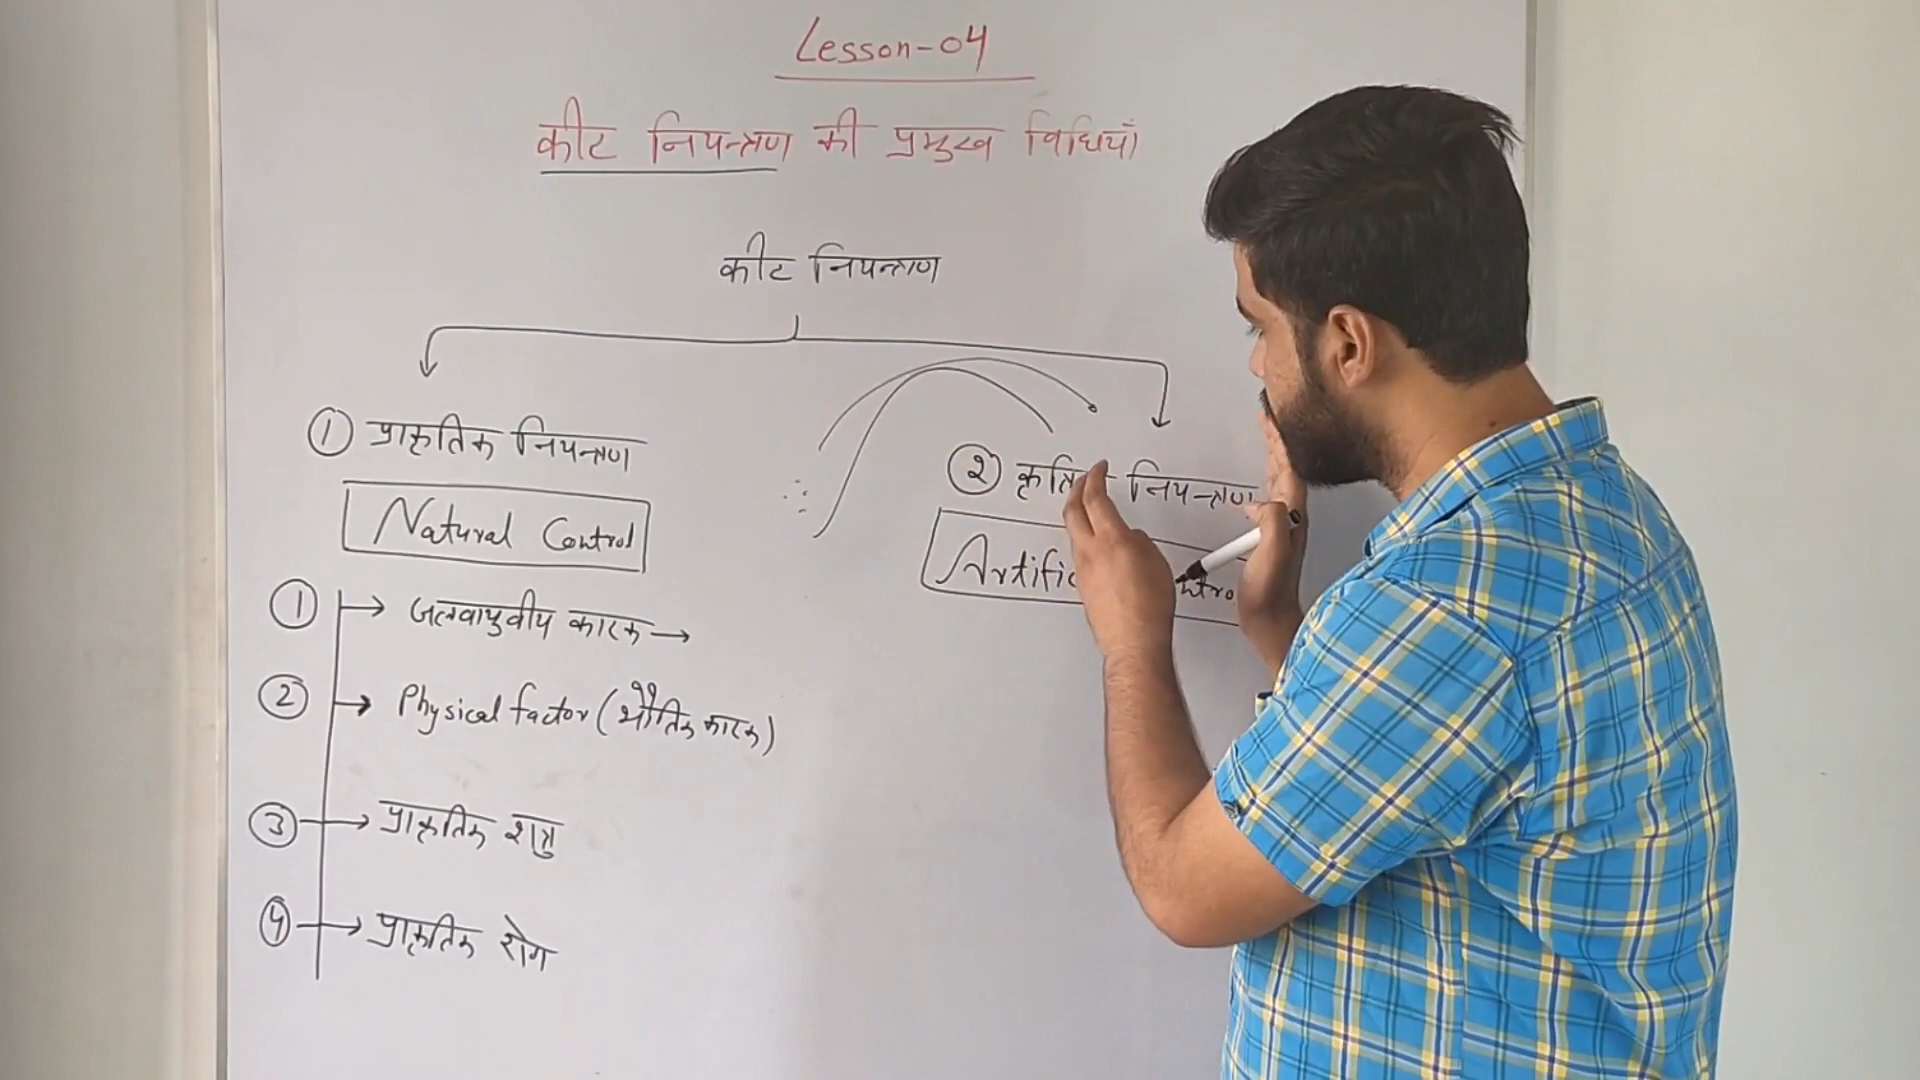 Lesson-04
कीट नियन्त्रण की प्रमुख विधियाँ
कीट नियन्त्रण
① प्राकृतिक नियन्त्रण
Natural Control
① → जलवायुवीय कारक →
② → Physical factor (भौतिक कारक)
③ → प्राकृतिक शत्रु
④ → प्राकृतिक रोग
② नियन्त्रण